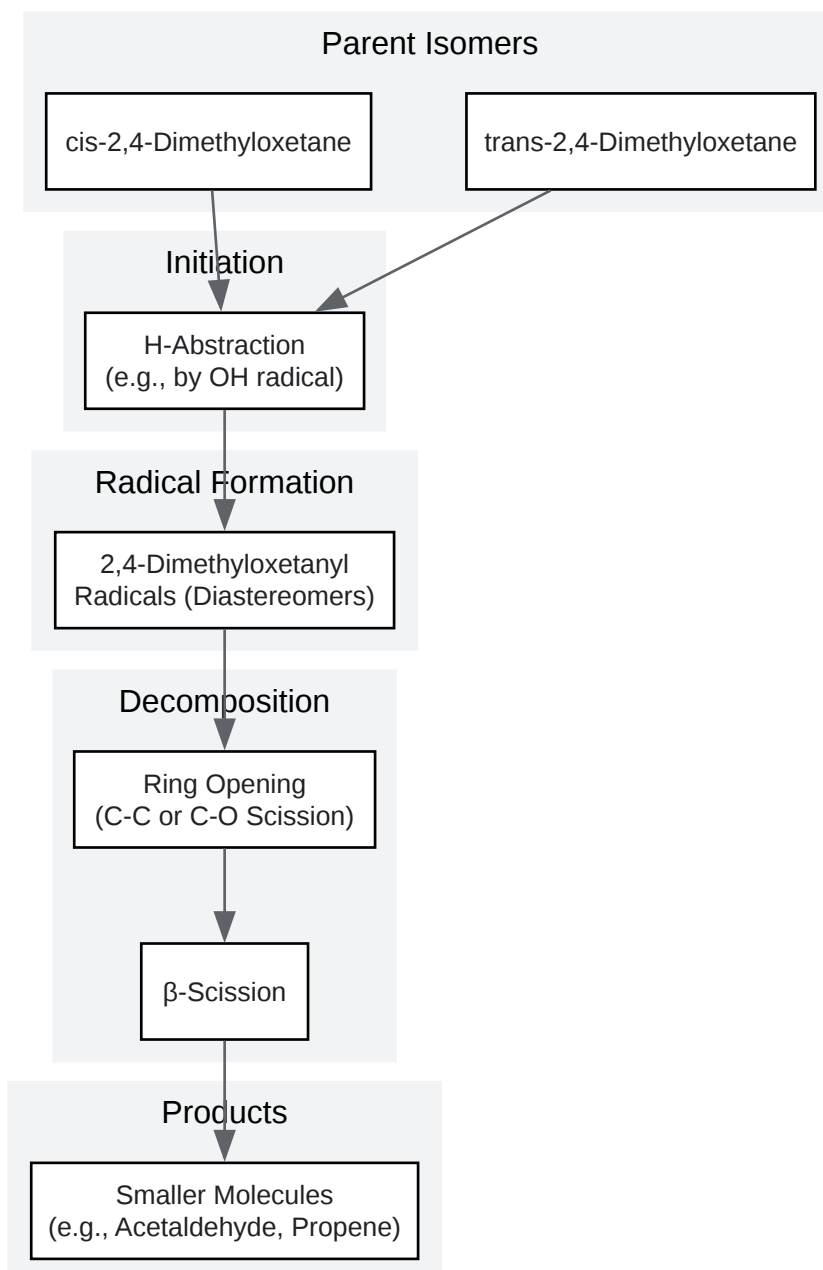 Parent Isomers
cis-2,4-Dimethyloxetane
trans-2,4-Dimethyloxetane
Initiation
H-Abstraction
(e.g., by OH radical)
Radical Formation
2,4-Dimethyloxetanyl
Radicals (Diastereomers)
Decomposition
Ring Opening
(C-C or C-O Scission)
β-Scission
Products
Smaller Molecules
(e.g., Acetaldehyde, Propene)